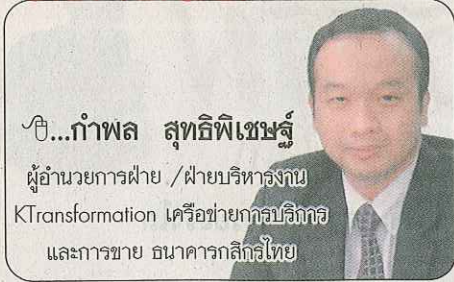 ...กำพล สุทธิพิเชษฐ์
ผู้อำนวยการฝ่าย /ฝ่ายบริหารงาน
KTransformation เครือข่ายการบริการ
และการขาย ธนาคารกสิกรไทย